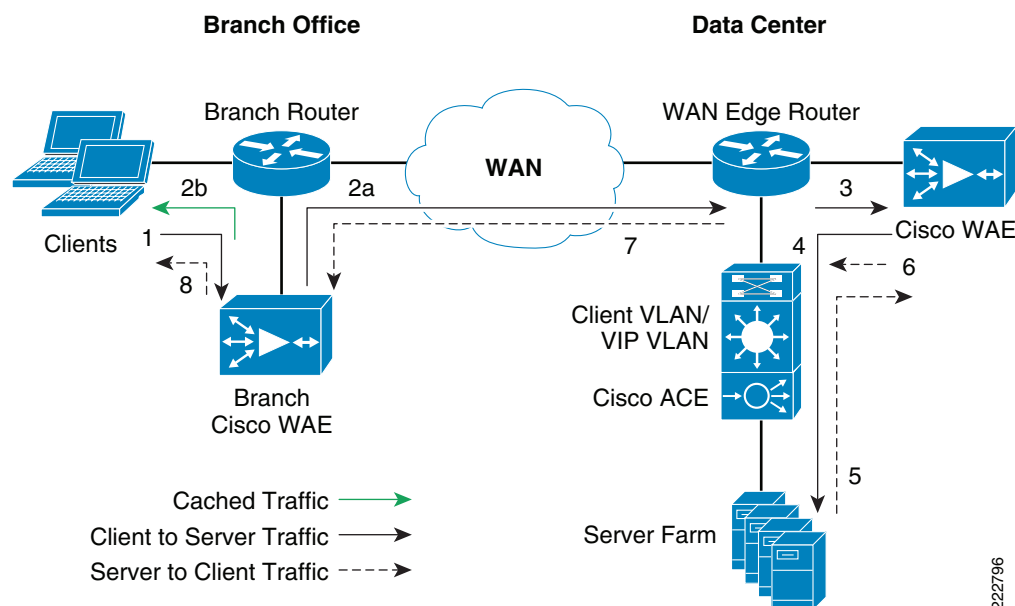 Branch Office
Data Center
Branch Router
WAN Edge Router
WAN
2b
2a
3
Clients
1
7
4
Cisco WAE
6
8
Client VLAN/
VIP VLAN
Branch
Cisco WAE
Cisco ACE
5
Cached Traffic
Client to Server Traffic
Server to Client Traffic
Server Farm
222796